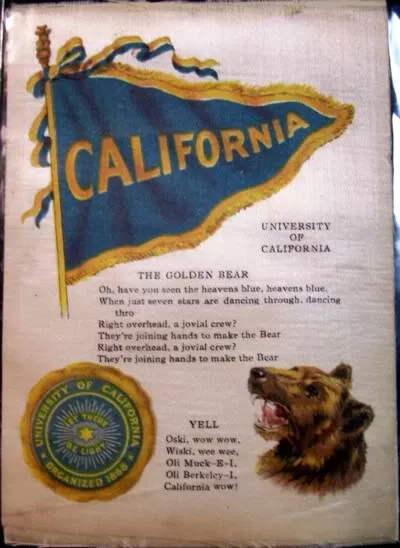 CALIFORNIA
UNIVERSITY
OF
CALIFORNIA
THE GOLDEN BEAR
Oh, have you seen the heavens blue, heavens blue,
When just seven stars are dancing through, dancing
thro
Right overhead, a jovial crew?
They're joining hands to make the Bear
Right overhead, a jovial crew?
They're joining hands to make the Bear
UNIVERSITY OF CALIFORNIA
LET THERE
BE LIGHT
ORGANIZED 1868
YELL
Oski, wow wow,
Wiski, wee wee,
Oli Muck-E-I,
Oli Berkeley-I,
California wow!